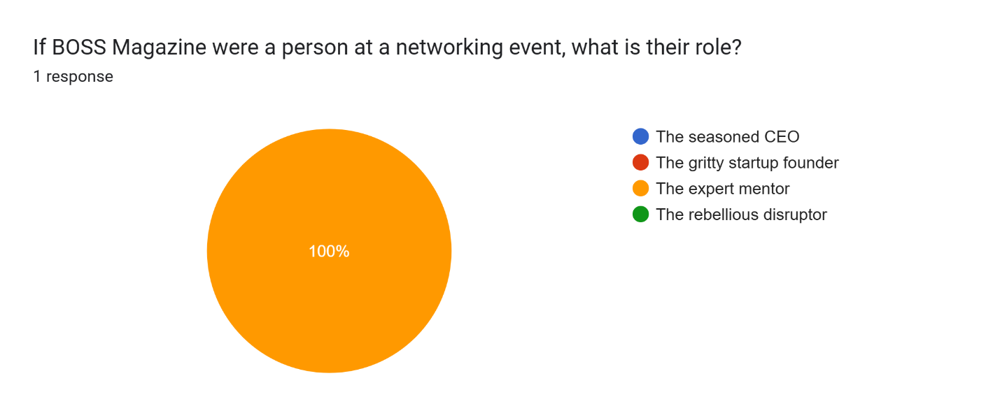 If BOSS Magazine were a person at a networking event, what is their role?
1 response
100%
The seasoned CEO
The gritty startup founder
The expert mentor
The rebellious disruptor